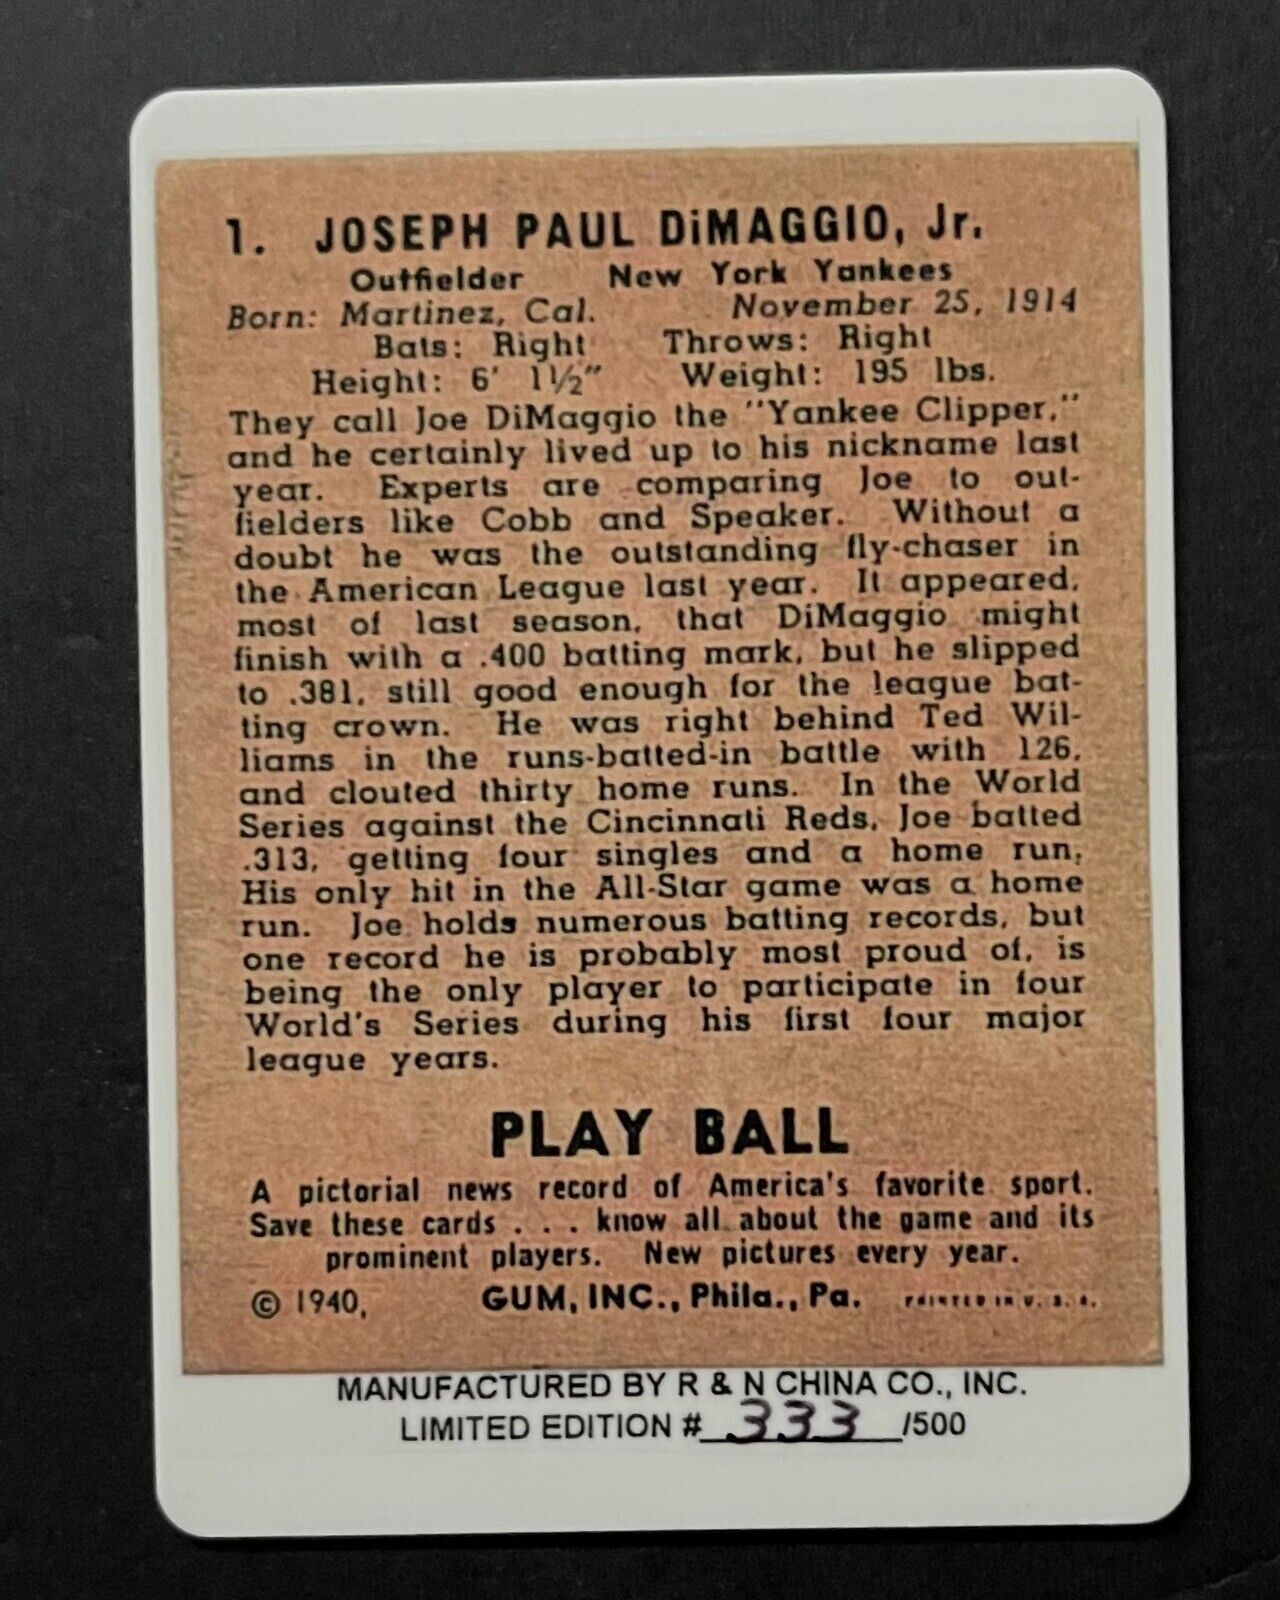 1. JOSEPH PAUL DiMAGGIO, Jr.
Outfielder New York Yankees
Born: Martinez, Cal. November 25, 1914
Bats: Right Throws: Right
Height: 6' 1½" Weight: 195 lbs.
They call Joe DiMaggio the "Yankee Clipper,"
and he certainly lived up to his nickname last
year. Experts are comparing Joe to out-
fielders like Cobb and Speaker. Without a
doubt he was the outstanding fly-chaser in
the American League last year. It appeared,
most of last season, that DiMaggio might
finish with a .400 batting mark, but he slipped
to .381, still good enough for the league bat-
ting crown. He was right behind Ted Wil-
liams in the runs-batted-in battle with 126,
and clouted thirty home runs. In the World
Series against the Cincinnati Reds, Joe batted
.313, getting four singles and a home run,
His only hit in the All-Star game was a home
run. Joe holds numerous batting records, but
one record he is probably most proud of, is
being the only player to participate in four
World's Series during his first four major
league years.
PLAY BALL
A pictorial news record of America's favorite sport.
Save these cards . . . know all about the game and its
prominent players. New pictures every year.
© 1940, GUM, INC., Phila., Pa. PRINTED IN U. S. A.
MANUFACTURED BY R & N CHINA CO., INC.
LIMITED EDITION # 333 /500